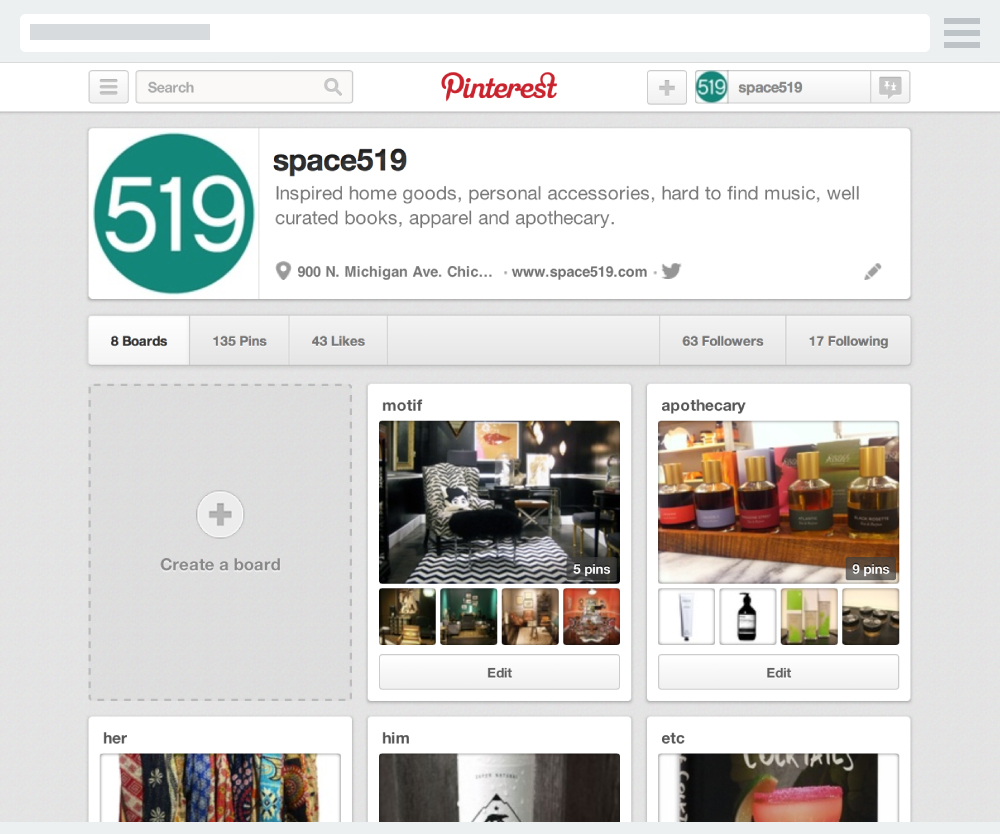 Search
Pinterest
519
space519
519
space519
Inspired home goods, personal accessories, hard to find music, well
curated books, apparel and apothecary.
900 N. Michigan Ave. Chic... · www.space519.com ·
8 Boards
135 Pins
43 Likes
63 Followers
17 Following
Create a board
motif
5 pins
Edit
apothecary
9 pins
Edit
her
him
etc
COCKTAILS